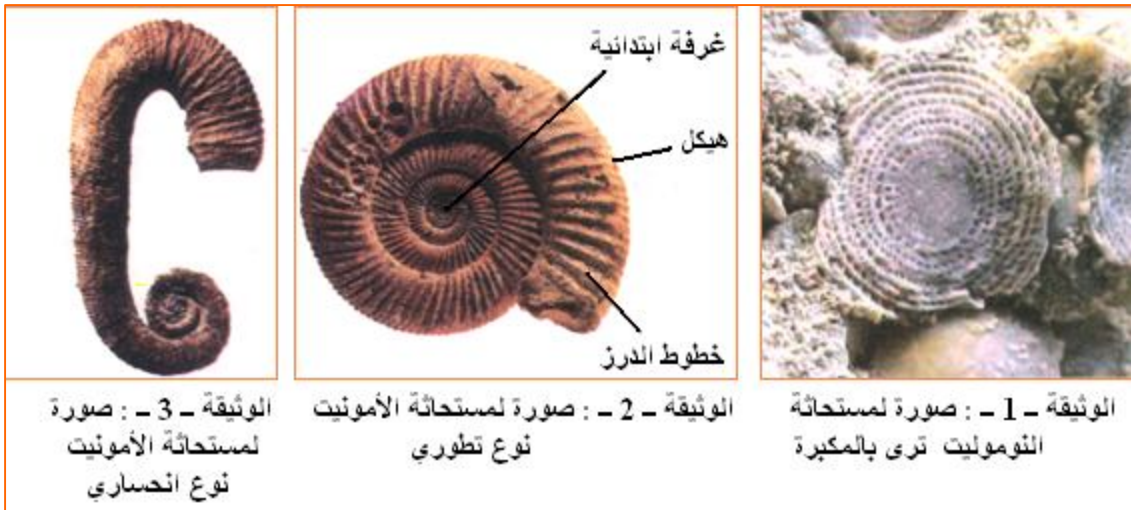 غرفة ابتدائية
هيكل
خطوط الدرز
الوثيقة ـ 1 ـ : صورة لمستحاثة
النوموليت ترى بالمكبرة
الوثيقة ـ 2 ـ : صورة لمستحاثة الأمونيت
نوع تطوري
الوثيقة ـ 3 ـ : صورة
لمستحاثة الأمونيت
نوع انحساري